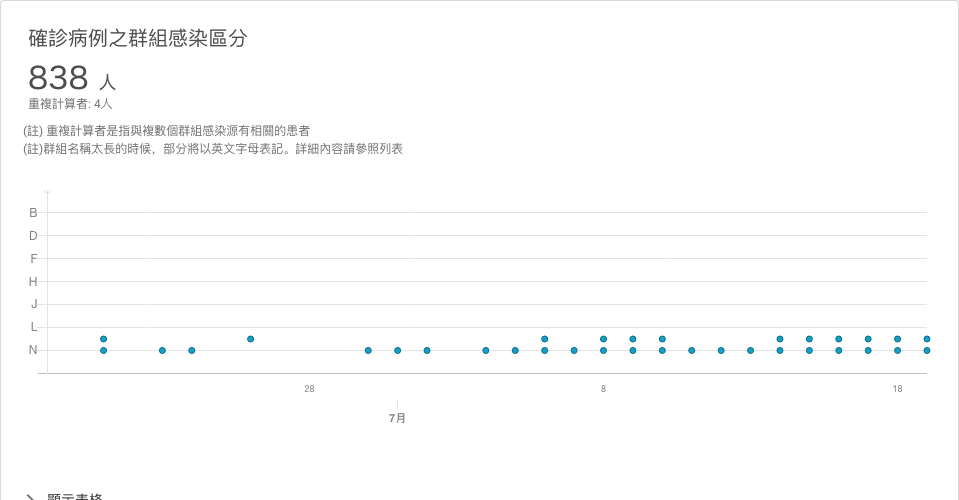 確診病例之群組感染區分
838 人
重複計算者: 4人
(註) 重複計算者是指與複數個群組感染源有相關的患者
(註)群組名稱太長的時候，部分將以英文字母表記。詳細內容請參照列表
B
D
F
H
J
L
N
28
8
18
7月
顯示表格